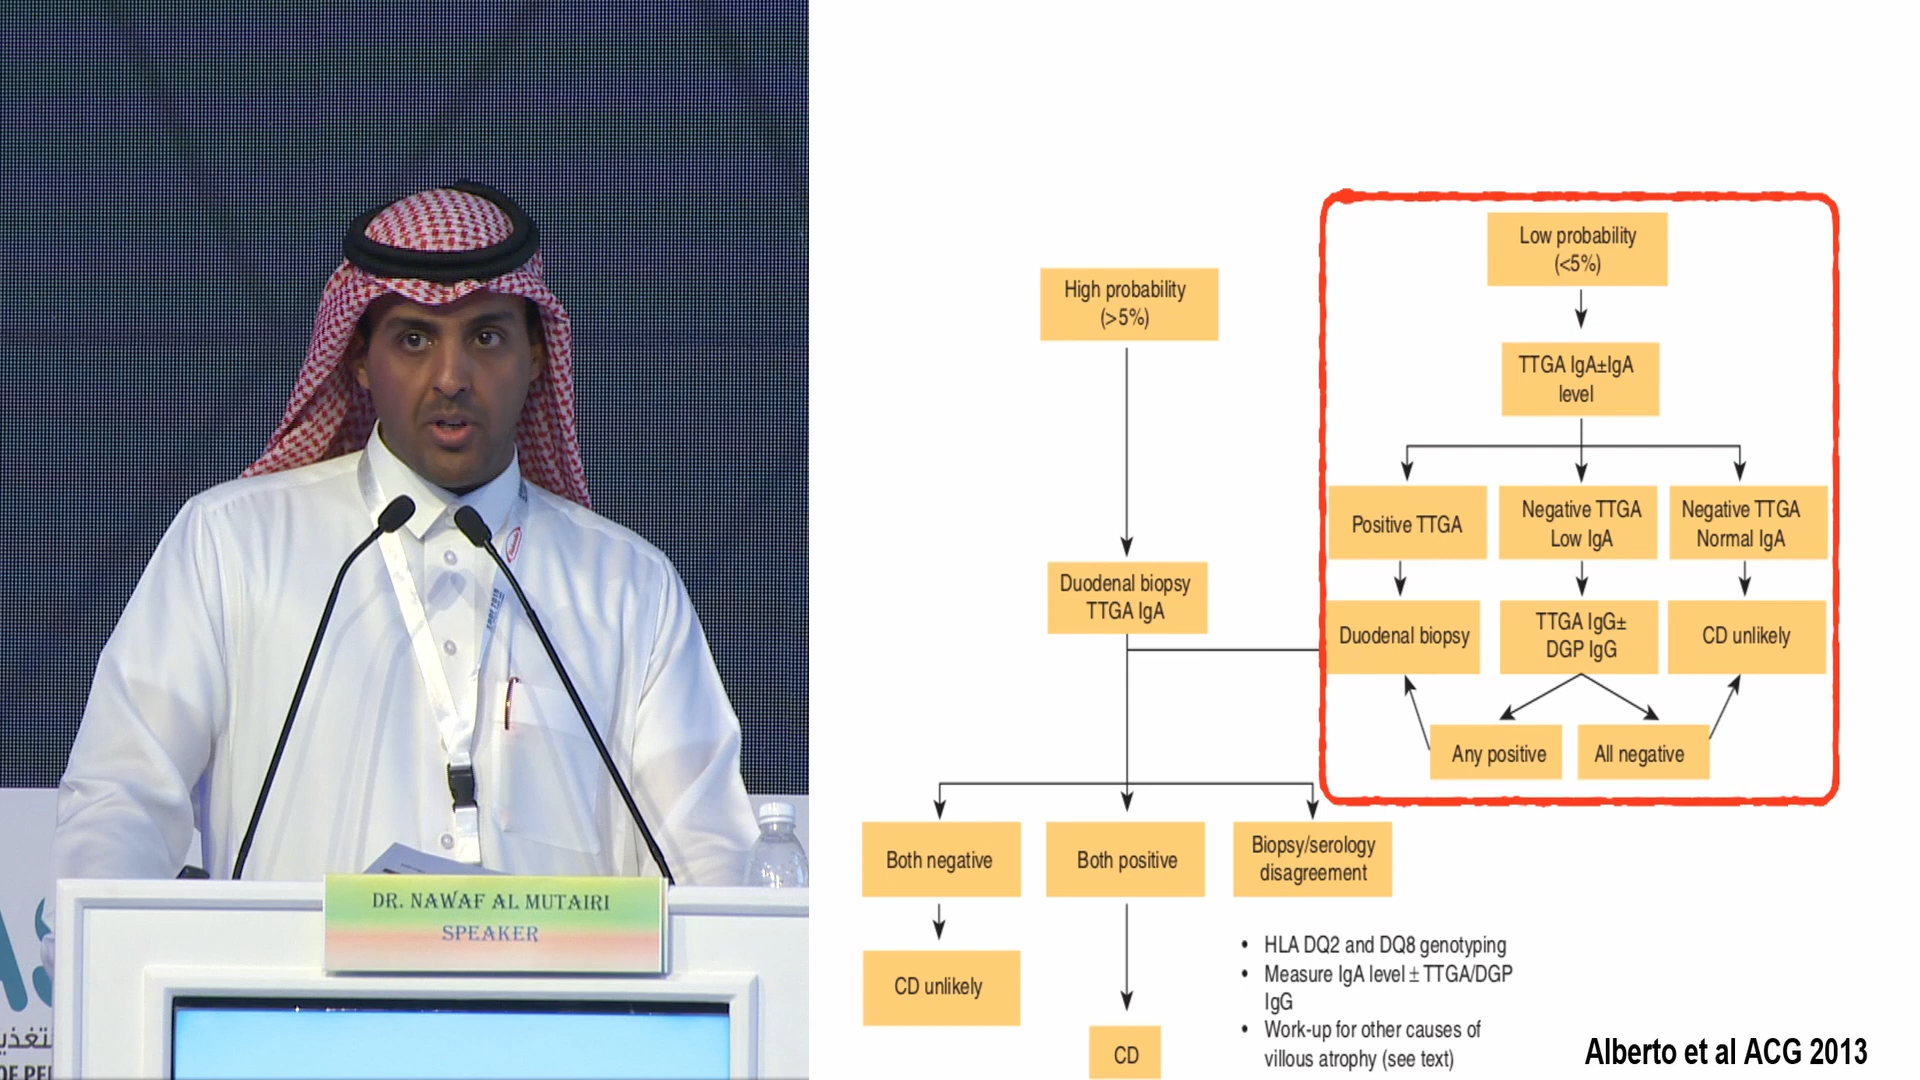 DR. NAWAF AL MUTAIRI
SPEAKER
High probability
(>5%)
Duodenal biopsy
TTGA IgA
Both negative
CD unlikely
Both positive
CD
Biopsy/serology
disagreement
• HLA DQ2 and DQ8 genotyping
• Measure IgA level ± TTGA/DGP
IgG
• Work-up for other causes of
villous atrophy (see text)
Low probability
(<5%)
TTGA IgA±IgA
level
Positive TTGA
Duodenal biopsy
Negative TTGA
Low IgA
TTGA IgG±
DGP IgG
Any positive
All negative
Negative TTGA
Normal IgA
CD unlikely
Alberto et al ACG 2013